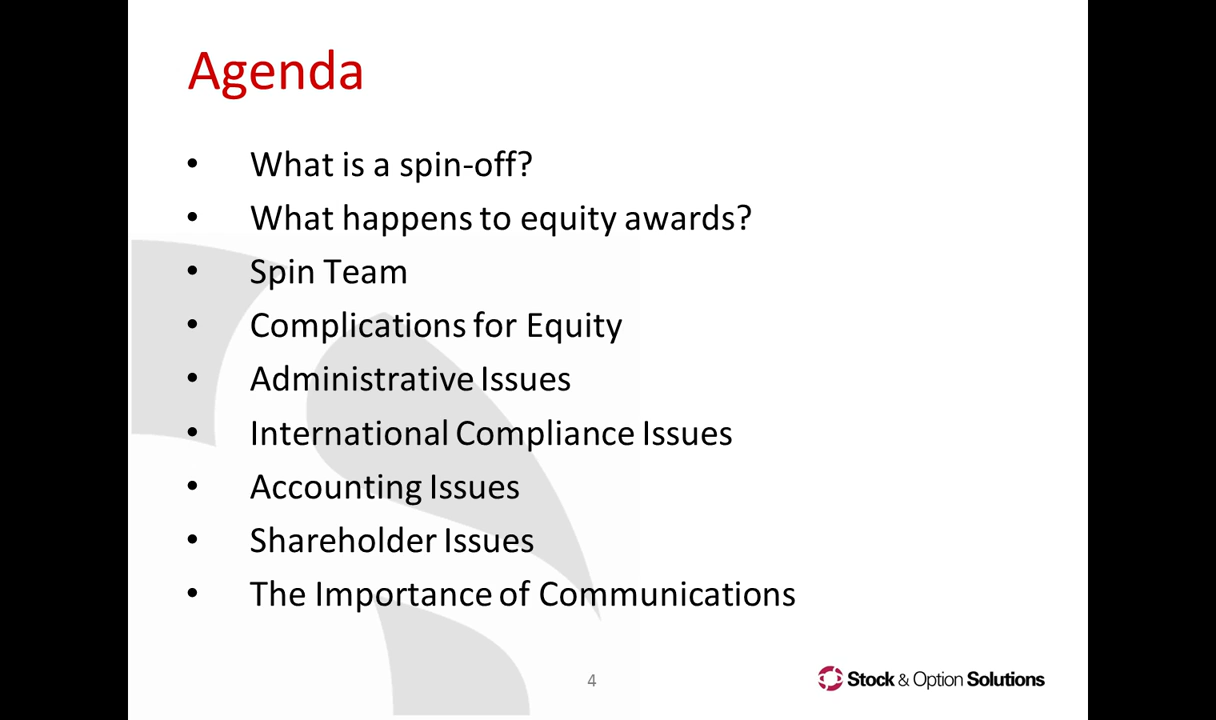 Agenda
• What is a spin-off?
• What happens to equity awards?
• Spin Team
• Complications for Equity
• Administrative Issues
• International Compliance Issues
• Accounting Issues
• Shareholder Issues
• The Importance of Communications
4
Stock & Option Solutions